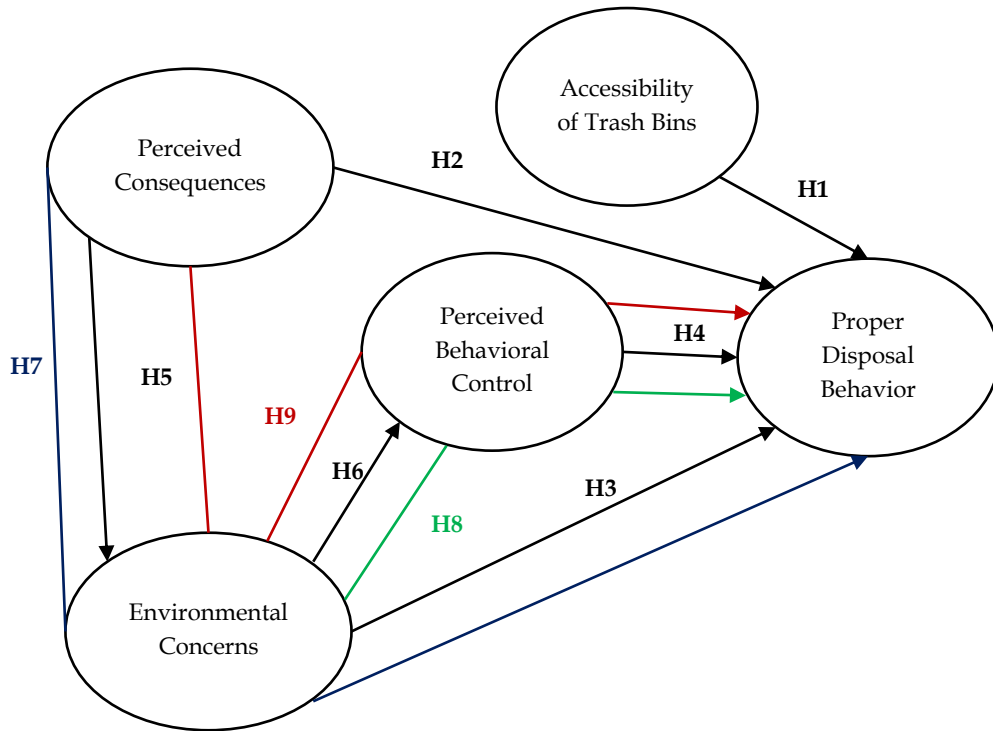 Accessibility
of Trash Bins
Perceived
Consequences
H2
H1
Perceived
Behavioral
Control
H4
Proper
Disposal
Behavior
H7
H5
H9
H6
H3
H8
Environmental
Concerns